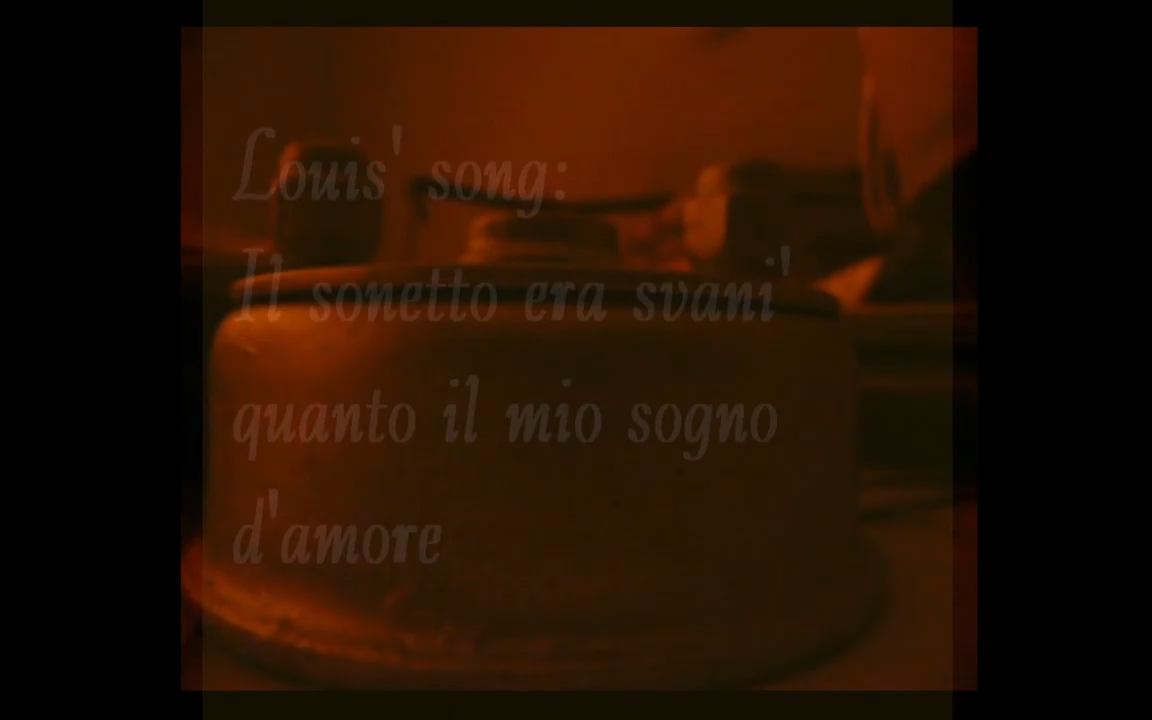 Louis' song:
Il sonetto era svani'
quanto il mio sogno
d'amore